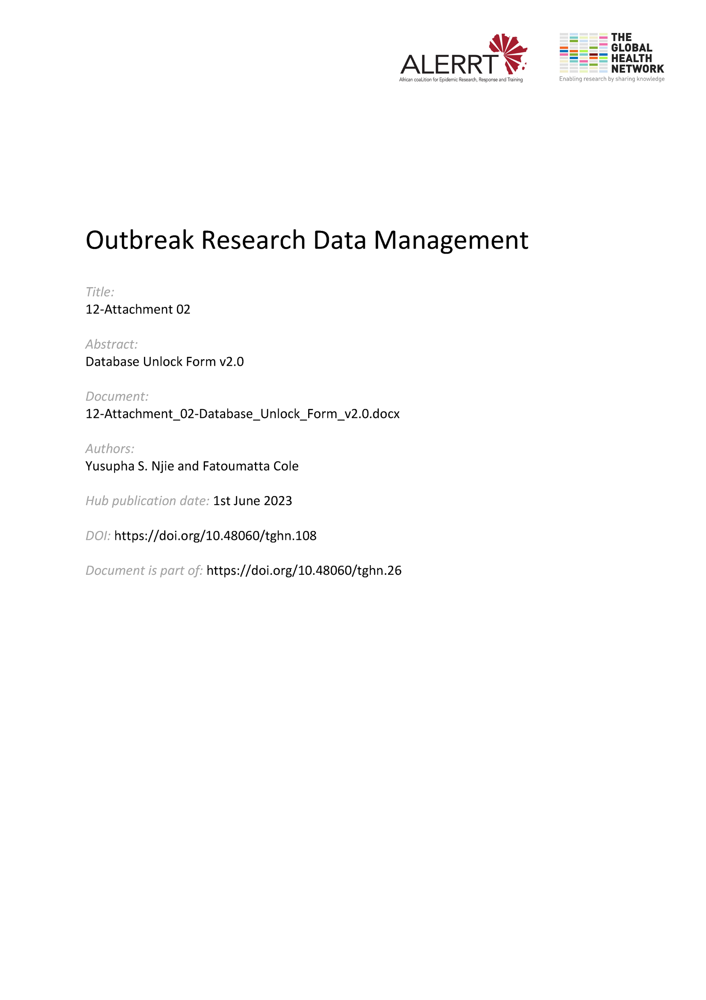 ALERRT
African coaLition for Epidemic Research, Response and Training
THE
GLOBAL
HEALTH
NETWORK
Enabling research by sharing knowledge
Outbreak Research Data Management
Title:
12-Attachment 02
Abstract:
Database Unlock Form v2.0
Document:
12-Attachment_02-Database_Unlock_Form_v2.0.docx
Authors:
Yusupha S. Njie and Fatoumatta Cole
Hub publication date: 1st June 2023
DOI: https://doi.org/10.48060/tghn.108
Document is part of: https://doi.org/10.48060/tghn.26